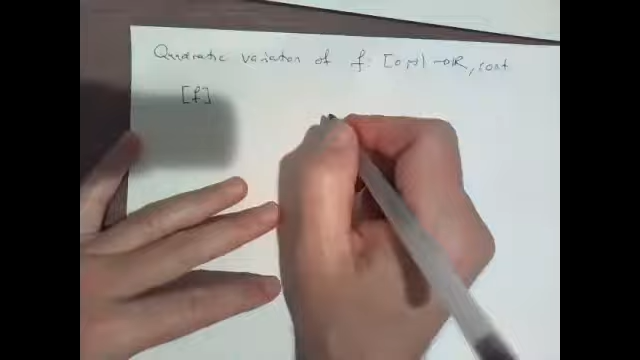 Quadratic variation of f: [0,∞) → ℝ, cont
[f]